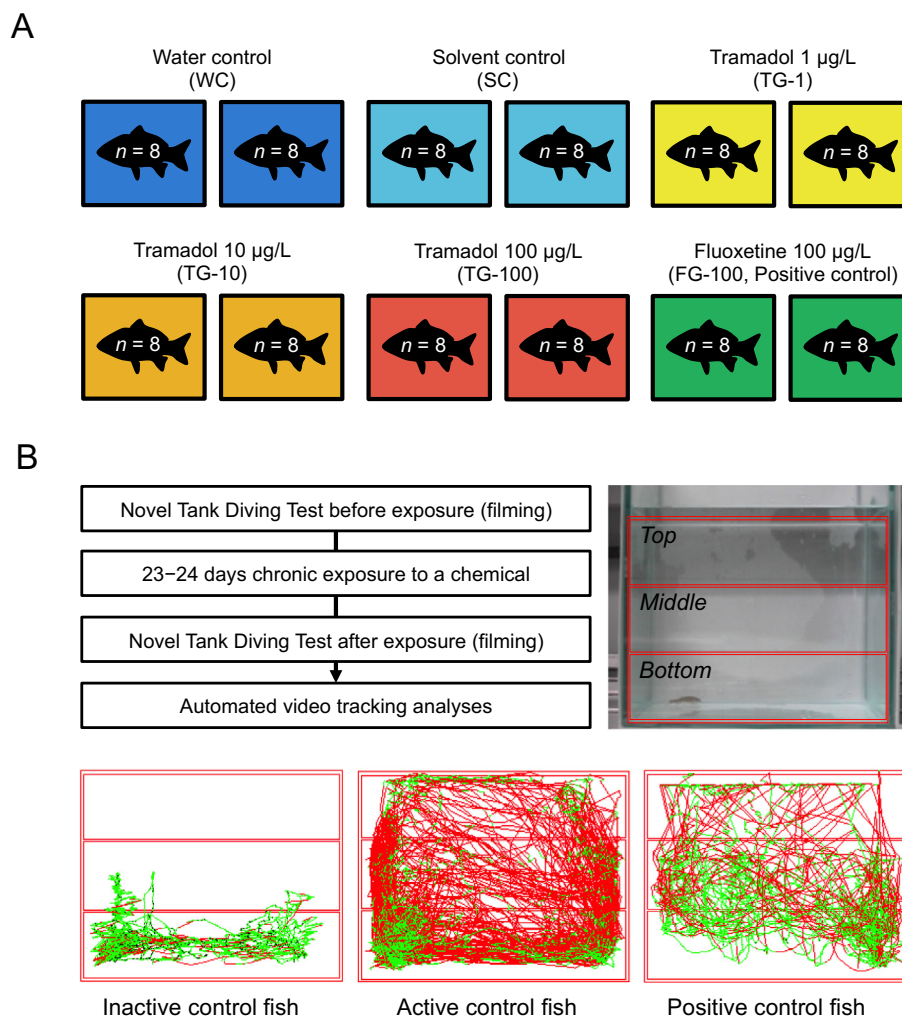 A
Water control
(WC)
Solvent control
(SC)
Tramadol 1 µg/L
(TG-1)
n = 8
n = 8
n = 8
n = 8
n = 8
n = 8
Tramadol 10 µg/L
(TG-10)
Tramadol 100 µg/L
(TG-100)
Fluoxetine 100 µg/L
(FG-100, Positive control)
n = 8
n = 8
n = 8
n = 8
n = 8
n = 8
B
Novel Tank Diving Test before exposure (filming)
23−24 days chronic exposure to a chemical
Novel Tank Diving Test after exposure (filming)
Automated video tracking analyses
Top
Middle
Bottom
Inactive control fish
Active control fish
Positive control fish